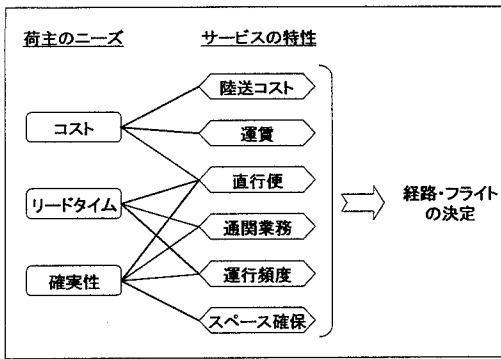 荷主のニーズ
サービスの特性
コスト
リードタイム
確実性
陸送コスト
運賃
直行便
通関業務
運行頻度
スペース確保
経路・フライト
の決定